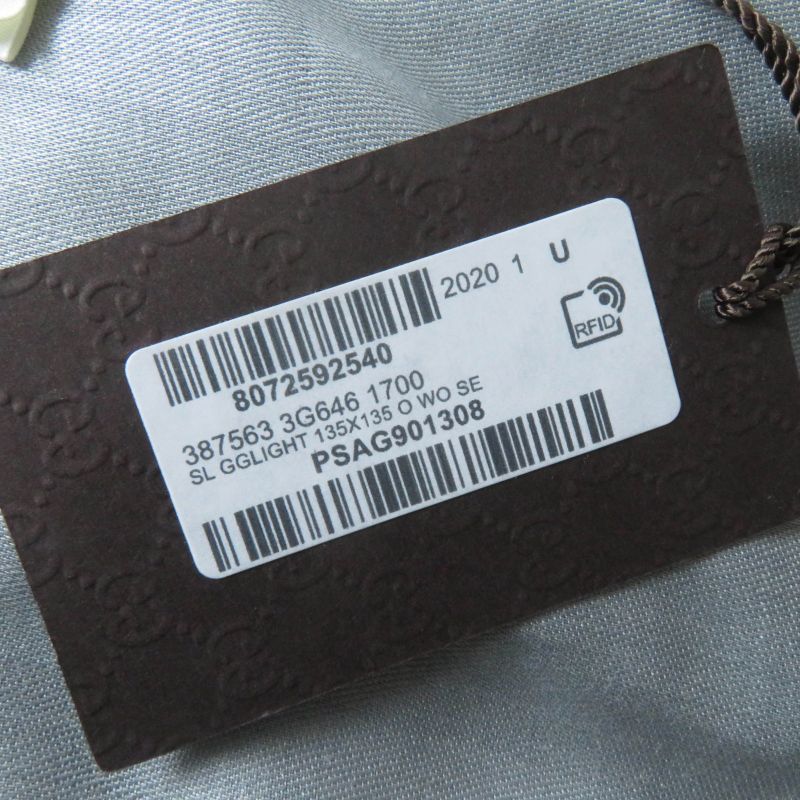 2020 1 U
RFID
8072592540
387563 3G646 1700
SL GGLIGHT 135X135 O WO SE
PSAG901308